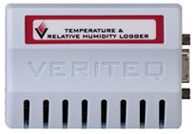 TEMPERATURE &
RELATIVE HUMIDITY LOGGER
VERITEQ